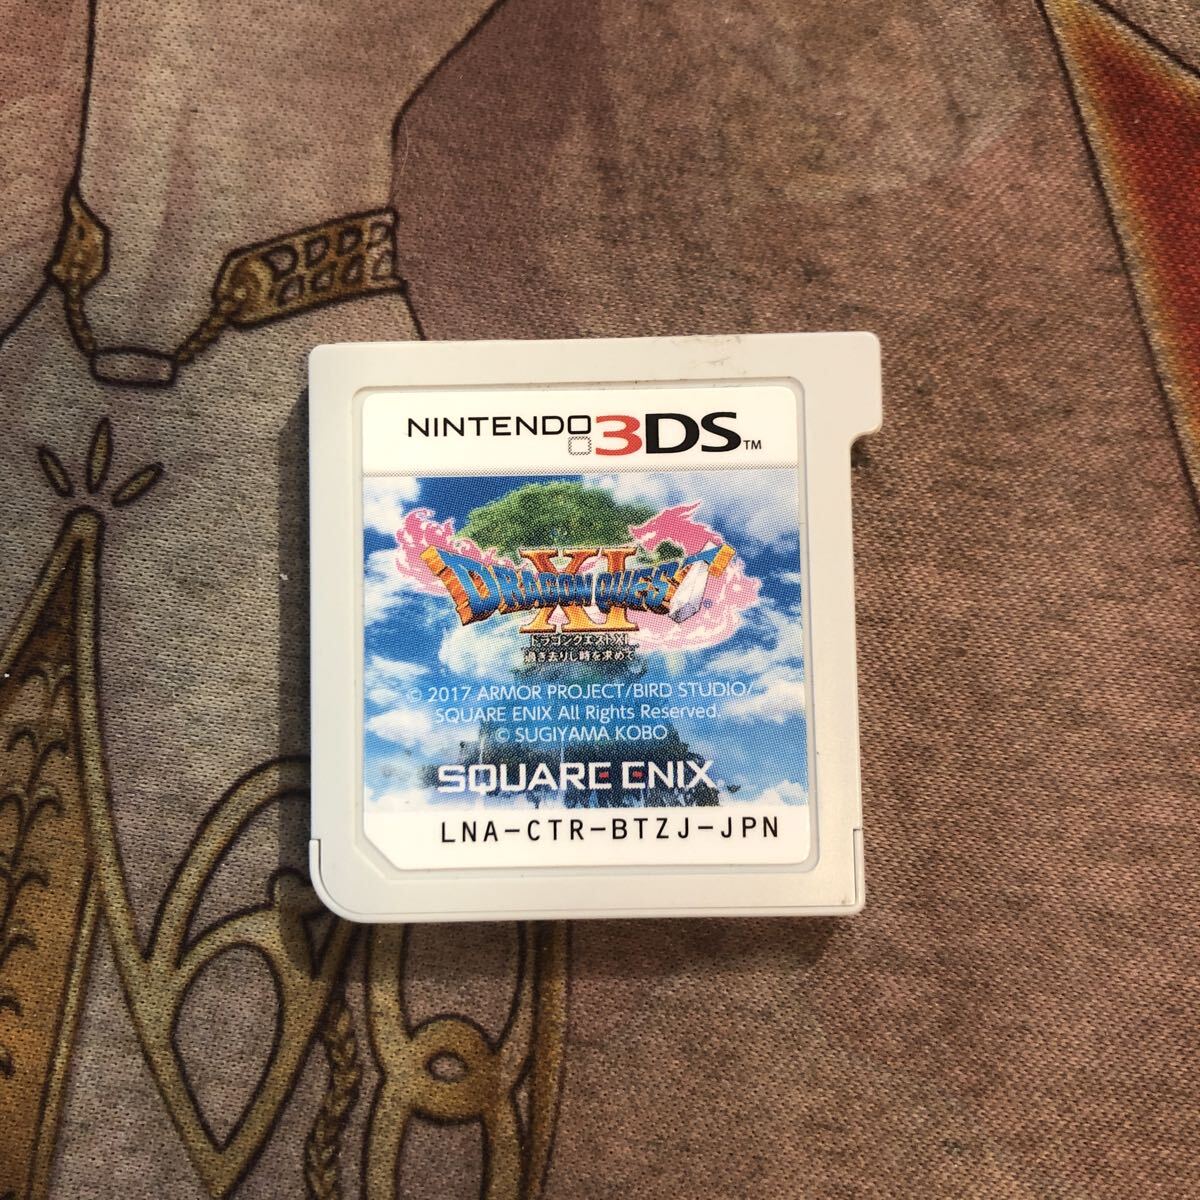 NINTENDO 3DS™
DRAGON QUEST®
XI
ドラゴンクエストXI
過ぎ去りし時を求めて
© 2017 ARMOR PROJECT/BIRD STUDIO/
SQUARE ENIX All Rights Reserved.
© SUGIYAMA KOBO
SQUARE ENIX®
LNA-CTR-BTZJ-JPN